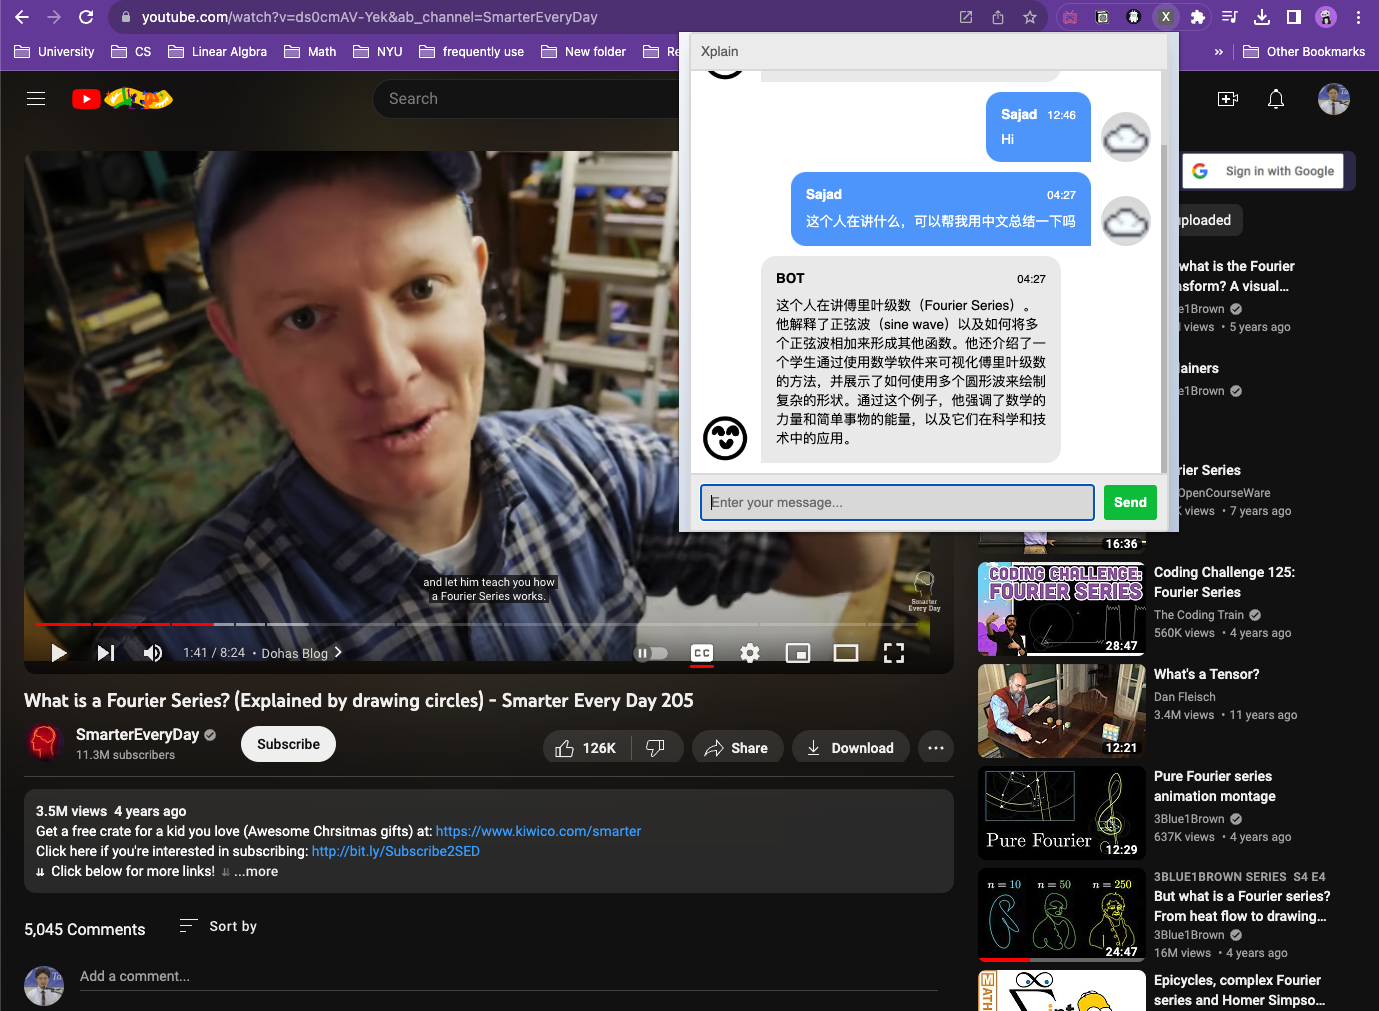 youtube.com/watch?v=ds0cmAV-Yek&ab_channel=SmarterEveryDay
University
CS
Linear Algbra
Math
NYU
frequently use
New folder
Re
»
Other Bookmarks
Search
Xplain
Sajad 12:46
Hi
Sajad 04:27
这个人在讲什么，可以帮我用中文总结一下吗
BOT 04:27
这个人在讲傅里叶级数（Fourier Series）。
他解释了正弦波（sine wave）以及如何将多
个正弦波相加来形成其他函数。他还介绍了一
个学生通过使用数学软件来可视化傅里叶级数
的方法，并展示了如何使用多个圆形波来绘制
复杂的形状。通过这个例子，他强调了数学的
力量和简单事物的能量，以及它们在科学和技
术中的应用。
Enter your message...
Send
Sign in with Google
uploaded
what is the Fourier
nsform? A visual...
e1Brown
views • 5 years ago
lainers
e1Brown
rier Series
OpenCourseWare
K views • 7 years ago
16:36
and let him teach you how
a Fourier Series works.
Smarter
Every Day
1:41 / 8:24 • Dohas Blog
CC
What is a Fourier Series? (Explained by drawing circles) - Smarter Every Day 205
SmarterEveryDay
11.3M subscribers
Subscribe
126K
Share
Download
3.5M views 4 years ago
Get a free crate for a kid you love (Awesome Chrsitmas gifts) at: https://www.kiwico.com/smarter
Click here if you're interested in subscribing: http://bit.ly/Subscribe2SED
⇊ Click below for more links! ⇊ ...more
5,045 Comments
Sort by
Add a comment...
CODING CHALLENGE:
FOURIER SERIES
28:47
Coding Challenge 125:
Fourier Series
The Coding Train
560K views • 4 years ago
12:21
What's a Tensor?
Dan Fleisch
3.4M views • 11 years ago
Pure Fourier
12:29
Pure Fourier series
animation montage
3Blue1Brown
637K views • 4 years ago
n = 10 n = 50 n = 250
24:47
3BLUE1BROWN SERIES S4 E4
But what is a Fourier series?
From heat flow to drawing...
3Blue1Brown
16M views • 4 years ago
MATH
Epicycles, complex Fourier
series and Homer Simpso...